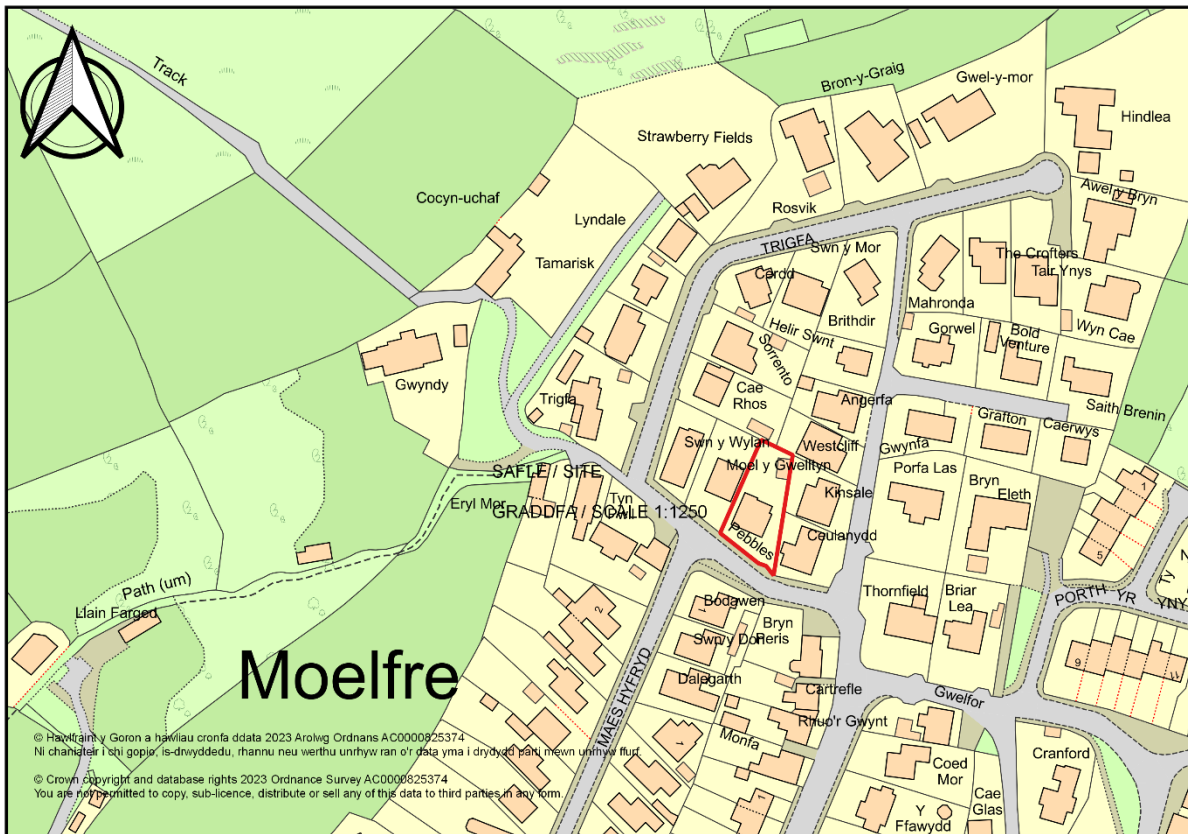 Track
Bron-y-Graig
Gwel-y-mor
Hindlea
Strawberry Fields
Cocyn-uchaf
Awel y Bryn
Rosvik
Lyndale
TRIGFA
Swn y Mor
Tamarisk
The Crofters
Cardd
Tair Ynys
Mahronda
Brithdir
Helir Swnt
Gorwel
Bold
Venture
Wyn Cae
Sorrento
Gwyndy
Cae
Rhos
Angerfa
Saith Brenin
Trigfa
Grafton
Caerwys
Swn y Wylan
Westcliff
Gwynfa
SAFLE / SITE
Moel y Gwelltyn
Porfa Las
Bryn
Eleth
1
Kinsale
Eryl Mor
Tyn
GRADDFA / SCALE 1:1250
Pebbles
Ceulanydd
5
Path (um)
Llain Farged
Thornfield
Briar
Lea
PORTH YR
YNY
Ty
N
2
Bodawen
1
Bryn
Peris
Swn y Don
Moelfre
Dalegarth
9
11
Cartrefle
Gwelfor
MAES HYFRYD
Rhuo'r Gwynt
1
Monfa
Cranford
Coed
Mor
1
Cae
Glas
Y
Ffawydd
© Hawlfraint y Goron a hawliau cronfa ddata 2023 Arolwg Ordnans AC0000825374
Ni chaniateir i chi gopio, is-drwyddedu, rhannu neu werthu unrhyw ran o'r data yma i drydydd parti mewn unrhyw ffurf.
© Crown copyright and database rights 2023 Ordnance Survey AC0000825374
You are not permitted to copy, sub-licence, distribute or sell any of this data to third parties in any form.